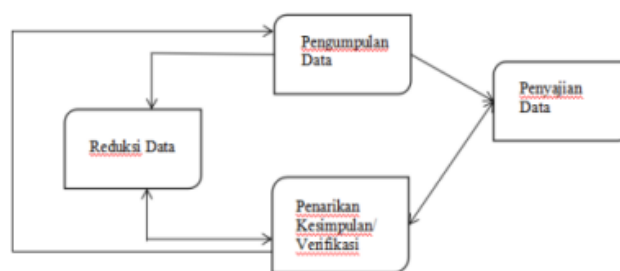 Pengumpulan
Data
Penyajian
Data
Reduksi Data
Penarikan
Kesimpulan/
Verifikasi